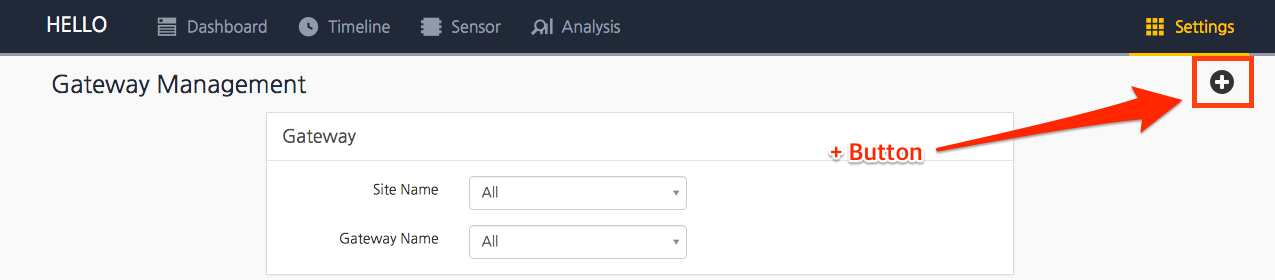 HELLO Dashboard Timeline Sensor Analysis Settings
Gateway Management
Gateway
+ Button
Site Name All
Gateway Name All